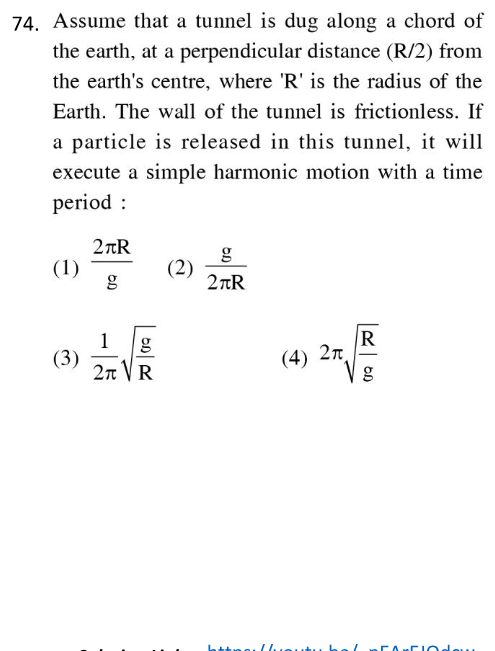 74. Assume that a tunnel is dug along a chord of
the earth, at a perpendicular distance (R/2) from
the earth's centre, where 'R' is the radius of the
Earth. The wall of the tunnel is frictionless. If
a particle is released in this tunnel, it will
execute a simple harmonic motion with a time
period :
(1) 2πR/g (2) g/2πR
(3) 1/2π √g/R (4) 2π√R/g